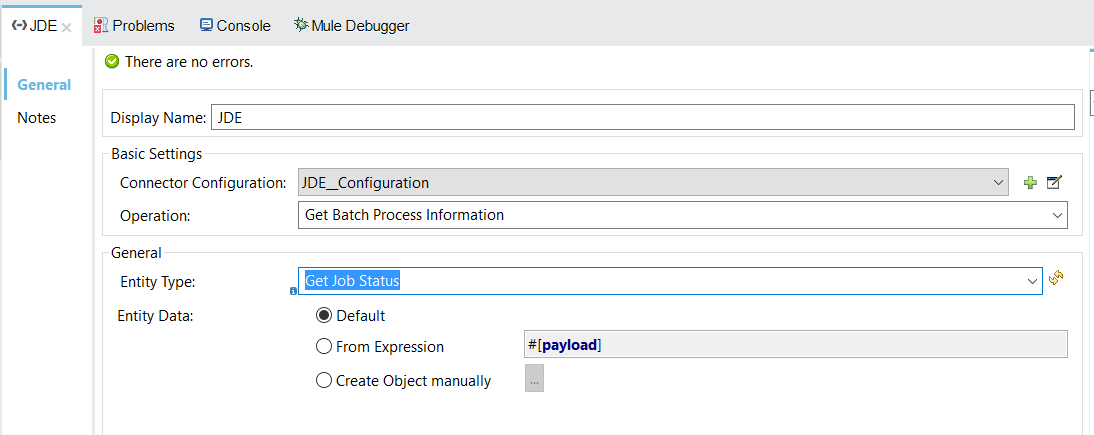 JDE Problems Console Mule Debugger
There are no errors.
General
Notes
Display Name: JDE
Basic Settings
Connector Configuration: JDE__Configuration
Operation: Get Batch Process Information
General
Entity Type: Get Job Status
Entity Data: Default
From Expression #[payload]
Create Object manually ...